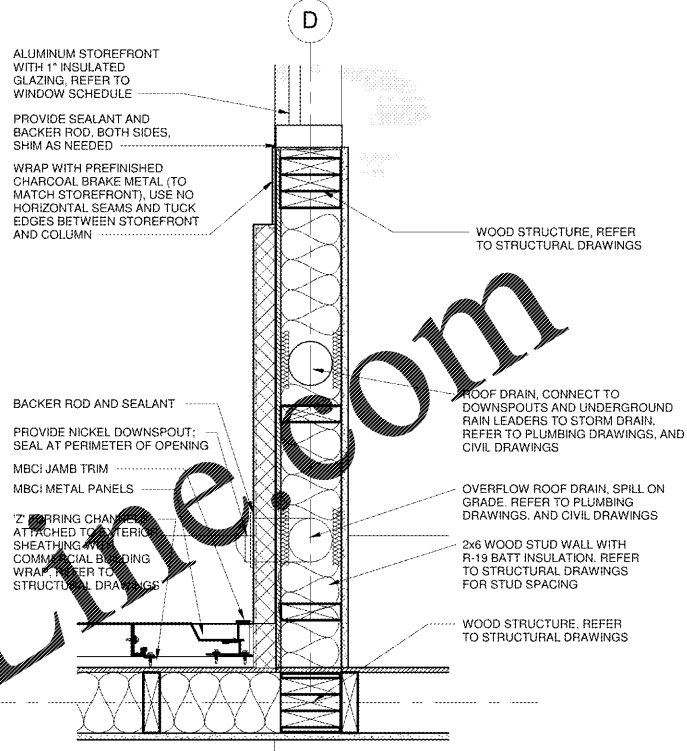 D
ALUMINUM STOREFRONT
WITH 1" INSULATED
GLAZING, REFER TO
WINDOW SCHEDULE
PROVIDE SEALANT AND
BACKER ROD, BOTH SIDES,
SHIM AS NEEDED
WRAP WITH PREFINISHED
CHARCOAL BRAKE METAL (TO
MATCH STOREFRONT), USE NO
HORIZONTAL SEAMS AND TUCK
EDGES BETWEEN STOREFRONT
AND COLUMN
BACKER ROD AND SEALANT
PROVIDE NICKEL DOWNSPOUT;
SEAL AT PERIMETER OF OPENING
MBCI JAMB TRIM
MBCI METAL PANELS
'Z' FURRING CHANNELS
ATTACHED TO EXTERIOR
SHEATHING WITH
COMMERCIAL BUILDING
WRAP, REFER TO
STRUCTURAL DRAWINGS
WOOD STRUCTURE, REFER
TO STRUCTURAL DRAWINGS
ROOF DRAIN, CONNECT TO
DOWNSPOUTS AND UNDERGROUND
RAIN LEADERS TO STORM DRAIN.
REFER TO PLUMBING DRAWINGS, AND
CIVIL DRAWINGS
OVERFLOW ROOF DRAIN, SPILL ON
GRADE. REFER TO PLUMBING
DRAWINGS. AND CIVIL DRAWINGS
2x6 WOOD STUD WALL WITH
R-19 BATT INSULATION. REFER
TO STRUCTURAL DRAWINGS
FOR STUD SPACING
WOOD STRUCTURE. REFER
TO STRUCTURAL DRAWINGS
Line.com